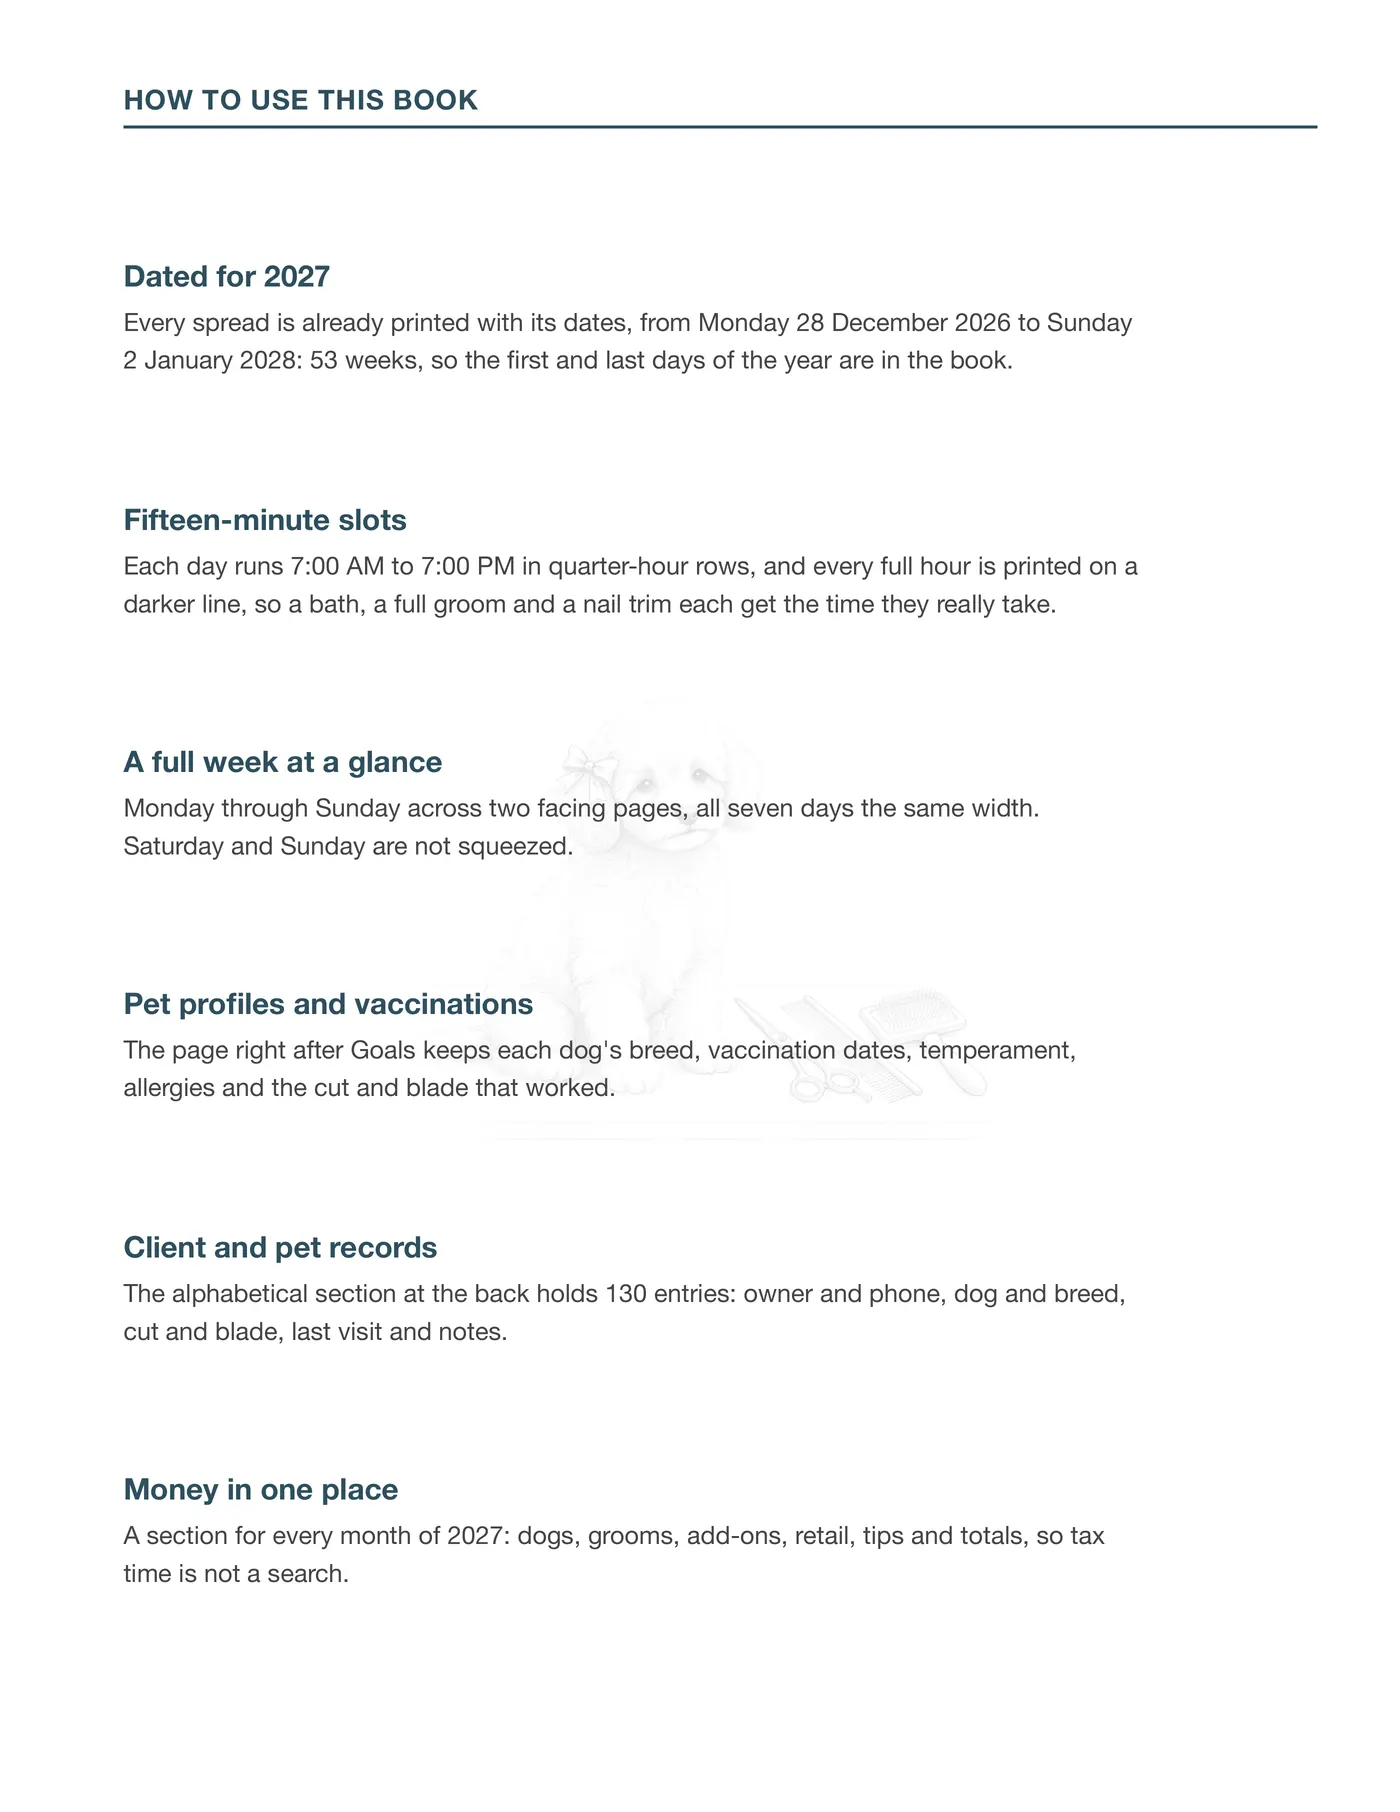 HOW TO USE THIS BOOK
Dated for 2027
Every spread is already printed with its dates, from Monday 28 December 2026 to Sunday
2 January 2028: 53 weeks, so the first and last days of the year are in the book.
Fifteen-minute slots
Each day runs 7:00 AM to 7:00 PM in quarter-hour rows, and every full hour is printed on a
darker line, so a bath, a full groom and a nail trim each get the time they really take.
A full week at a glance
Monday through Sunday across two facing pages, all seven days the same width.
Saturday and Sunday are not squeezed.
Pet profiles and vaccinations
The page right after Goals keeps each dog's breed, vaccination dates, temperament,
allergies and the cut and blade that worked.
Client and pet records
The alphabetical section at the back holds 130 entries: owner and phone, dog and breed,
cut and blade, last visit and notes.
Money in one place
A section for every month of 2027: dogs, grooms, add-ons, retail, tips and totals, so tax
time is not a search.